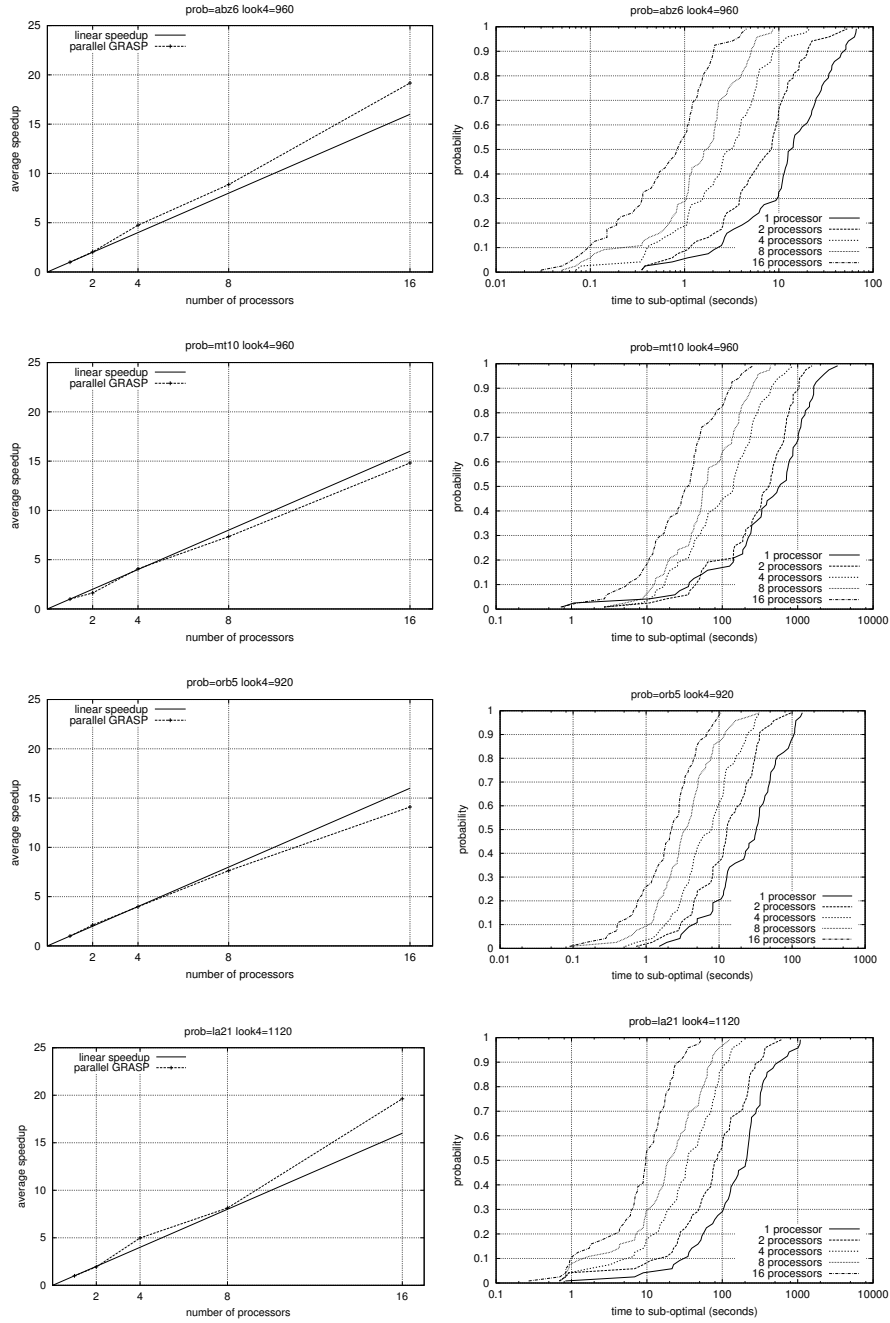 prob=abz6 look4=960
25
linear speedup
parallel GRASP
20
15
10
5
0
average speedup
2
4
8
16
number of processors
prob=abz6 look4=960
1
0.9
0.8
0.7
0.6
0.5
0.4
0.3
0.2
0.1
0
probability
1 processor
2 processors
4 processors
8 processors
16 processors
0.01
0.1
1
10
100
time to sub-optimal (seconds)
prob=mt10 look4=960
25
linear speedup
parallel GRASP
20
15
10
5
0
average speedup
2
4
8
16
number of processors
prob=mt10 look4=960
1
0.9
0.8
0.7
0.6
0.5
0.4
0.3
0.2
0.1
0
probability
1 processor
2 processors
4 processors
8 processors
16 processors
0.1
1
10
100
1000
10000
time to sub-optimal (seconds)
prob=orb5 look4=920
25
linear speedup
parallel GRASP
20
15
10
5
0
average speedup
2
4
8
16
number of processors
prob=orb5 look4=920
1
0.9
0.8
0.7
0.6
0.5
0.4
0.3
0.2
0.1
0
probability
1 processor
2 processors
4 processors
8 processors
16 processors
0.01
0.1
1
10
100
1000
time to sub-optimal (seconds)
prob=la21 look4=1120
25
linear speedup
parallel GRASP
20
15
10
5
0
average speedup
2
4
8
16
number of processors
prob=la21 look4=1120
1
0.9
0.8
0.7
0.6
0.5
0.4
0.3
0.2
0.1
0
probability
1 processor
2 processors
4 processors
8 processors
16 processors
0.1
1
10
100
1000
10000
time to sub-optimal (seconds)